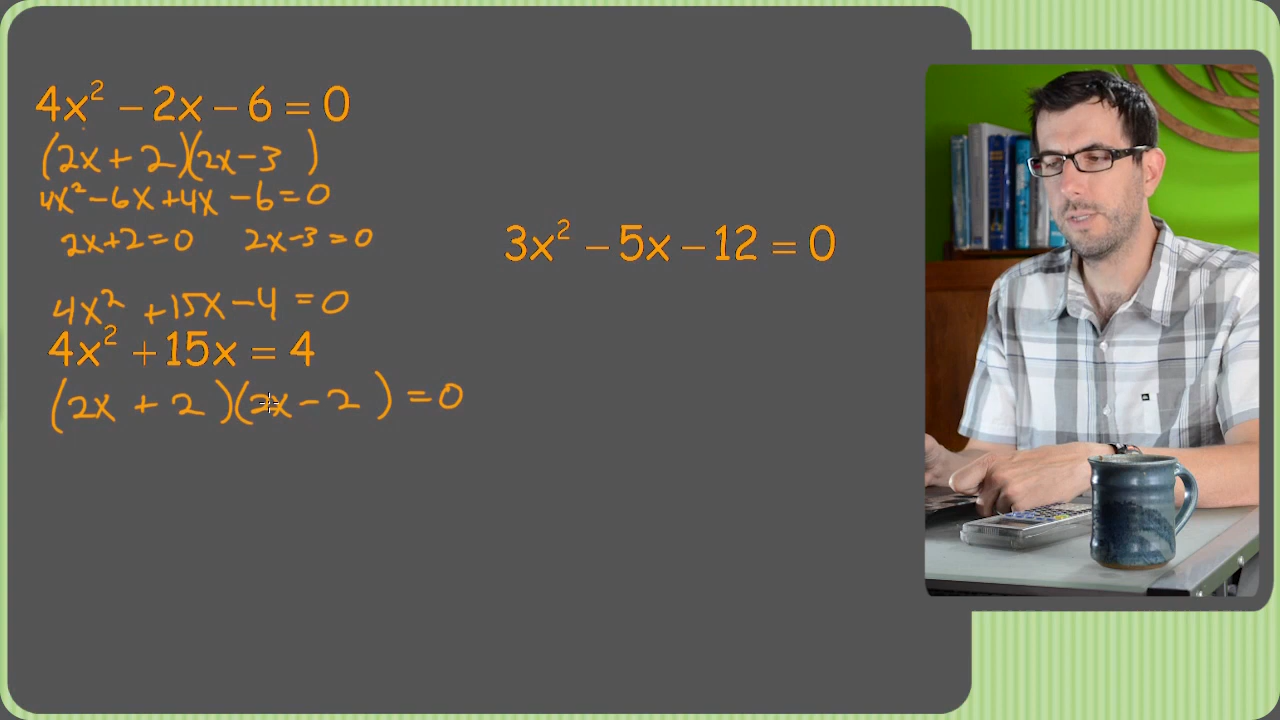 4x² − 2x − 6 = 0
(2x + 2)(2x − 3 )
4x² − 6x + 4x − 6 = 0
2x + 2 = 0 2x − 3 = 0
4x² + 15x − 4 = 0
4x² + 15x = 4
(2x + 2 )(2x − 2 ) = 0
3x² − 5x − 12 = 0